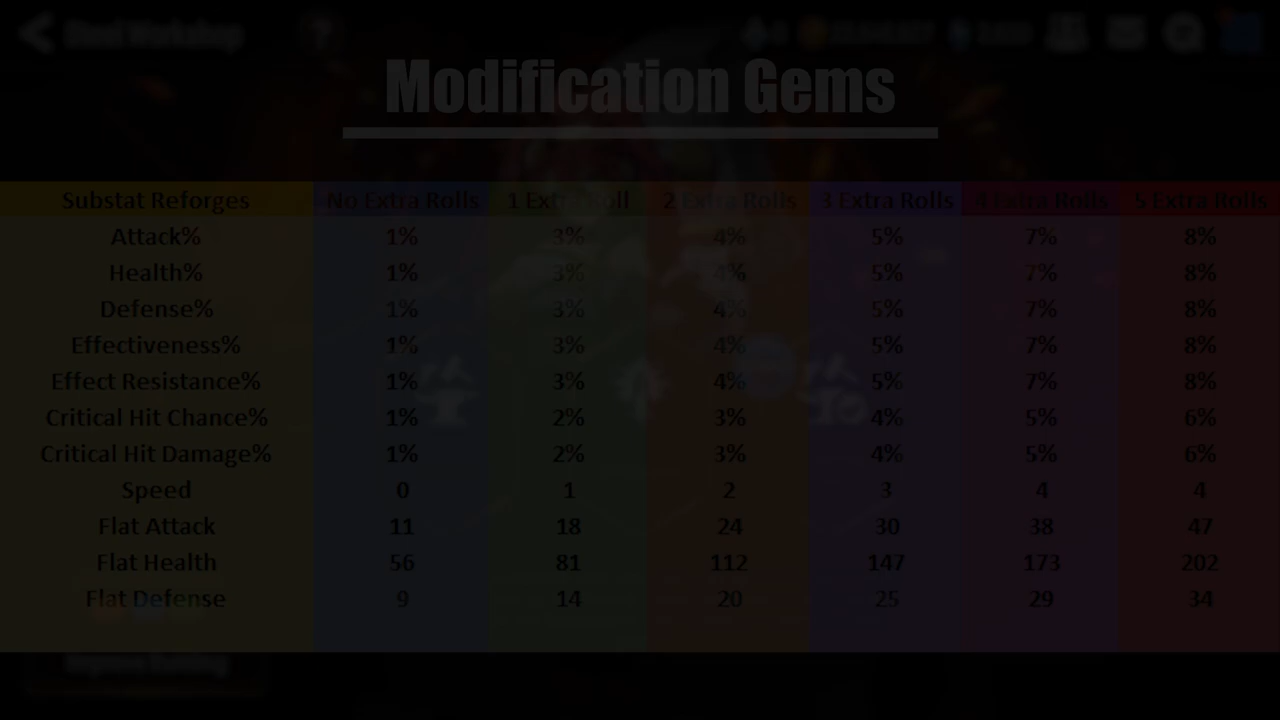 Steel Workshop
Modification Gems
Substat Reforges No Extra Rolls 1 Extra Roll 2 Extra Rolls 3 Extra Rolls 4 Extra Rolls 5 Extra Rolls
Attack% 1% 3% 4% 5% 7% 8%
Health% 1% 3% 4% 5% 7% 8%
Defense% 1% 3% 4% 5% 7% 8%
Effectiveness% 1% 3% 4% 5% 7% 8%
Effect Resistance% 1% 3% 4% 5% 7% 8%
Critical Hit Chance% 1% 2% 3% 4% 5% 6%
Critical Hit Damage% 1% 2% 3% 4% 5% 6%
Speed 0 1 2 3 4 4
Flat Attack 11 18 24 30 38 47
Flat Health 56 81 112 147 173 202
Flat Defense 9 14 20 25 29 34